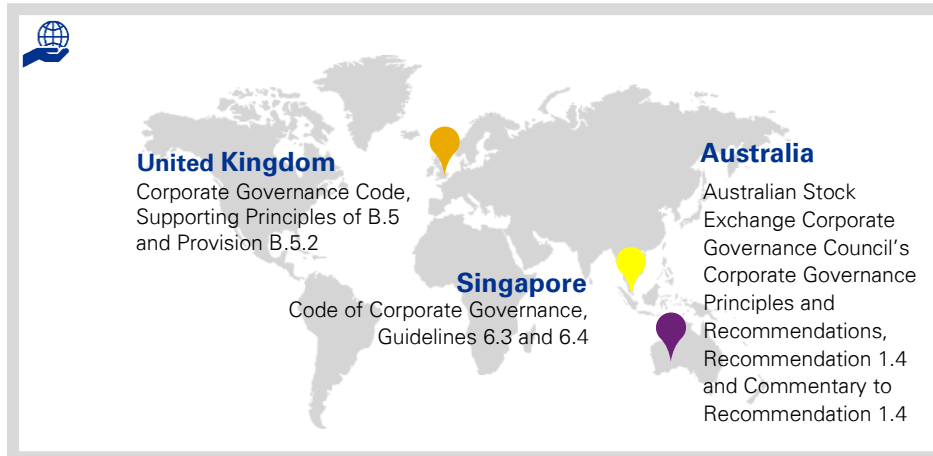 United Kingdom
Corporate Governance Code,
Supporting Principles of B.5
and Provision B.5.2
Singapore
Code of Corporate Governance,
Guidelines 6.3 and 6.4
Australia
Australian Stock
Exchange Corporate
Governance Council’s
Corporate Governance
Principles and
Recommendations,
Recommendation 1.4
and Commentary to
Recommendation 1.4